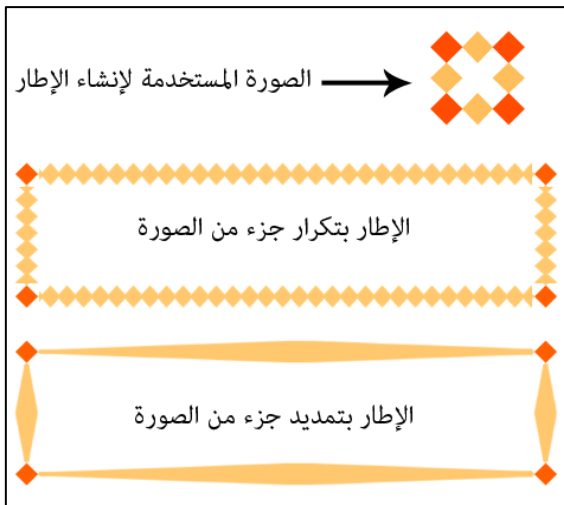 الصورة المستخدمة لإنشاء الإطار
الإطار بتكرار جزء من الصورة
الإطار بتمديد جزء من الصورة